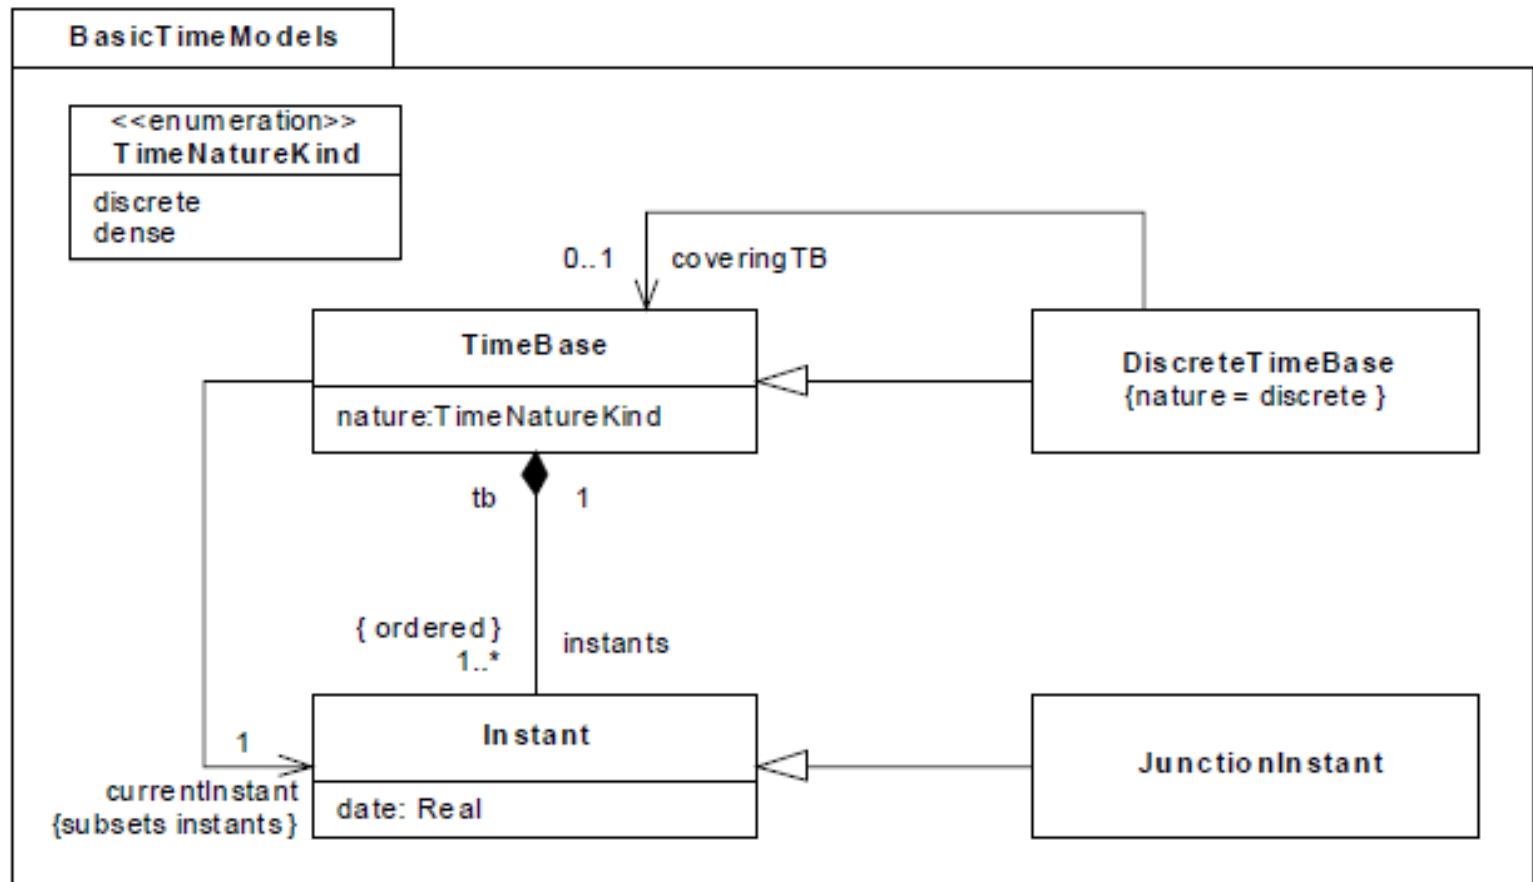 BasicTimeModels
<<enumeration>>
TimeNatureKind
discrete
dense
0..1 coveringTB
TimeBase
nature:TimeNatureKind
DiscreteTimeBase
{nature = discrete }
tb 1
{ ordered}
1..*
instants
Instant
date: Real
1
currentInstant
{subsets instants}
JunctionInstant